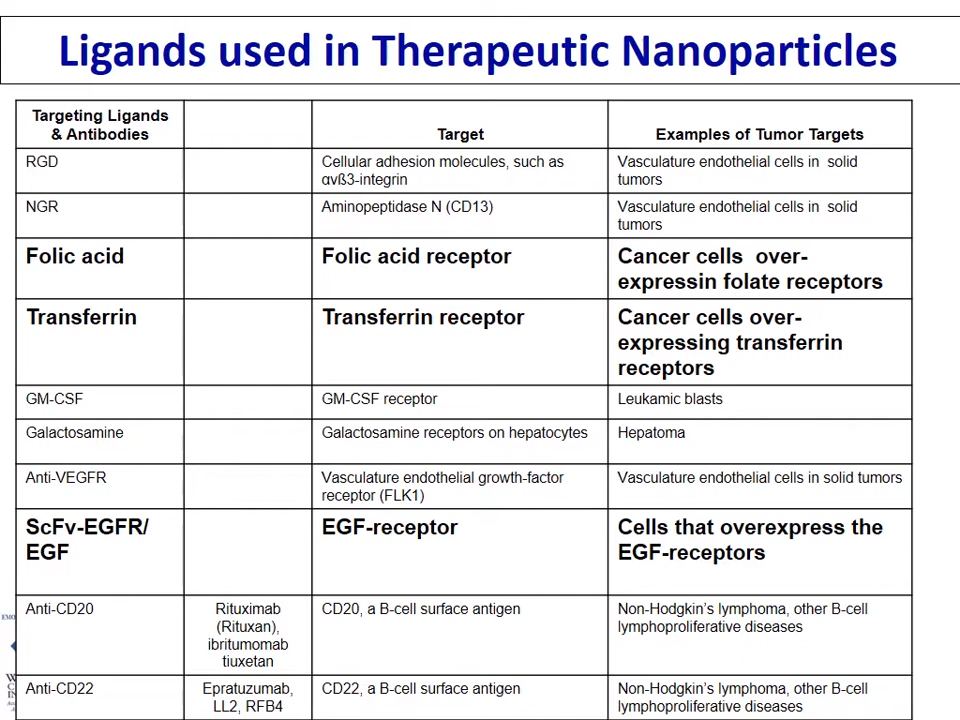 Ligands used in Therapeutic Nanoparticles
Targeting Ligands
& Antibodies
Target
Examples of Tumor Targets
RGD
Cellular adhesion molecules, such as
αvß3-integrin
Vasculature endothelial cells in solid
tumors
NGR
Aminopeptidase N (CD13)
Vasculature endothelial cells in solid
tumors
Folic acid
Folic acid receptor
Cancer cells over-
expressin folate receptors
Transferrin
Transferrin receptor
Cancer cells over-
expressing transferrin
receptors
GM-CSF
GM-CSF receptor
Leukamic blasts
Galactosamine
Galactosamine receptors on hepatocytes
Hepatoma
Anti-VEGFR
Vasculature endothelial growth-factor
receptor (FLK1)
Vasculature endothelial cells in solid tumors
ScFv-EGFR/
EGF
EGF-receptor
Cells that overexpress the
EGF-receptors
Anti-CD20
Rituximab
(Rituxan),
ibritumomab
tiuxetan
CD20, a B-cell surface antigen
Non-Hodgkin’s lymphoma, other B-cell
lymphoproliferative diseases
Anti-CD22
Epratuzumab,
LL2, RFB4
CD22, a B-cell surface antigen
Non-Hodgkin’s lymphoma, other B-cell
lymphoproliferative diseases